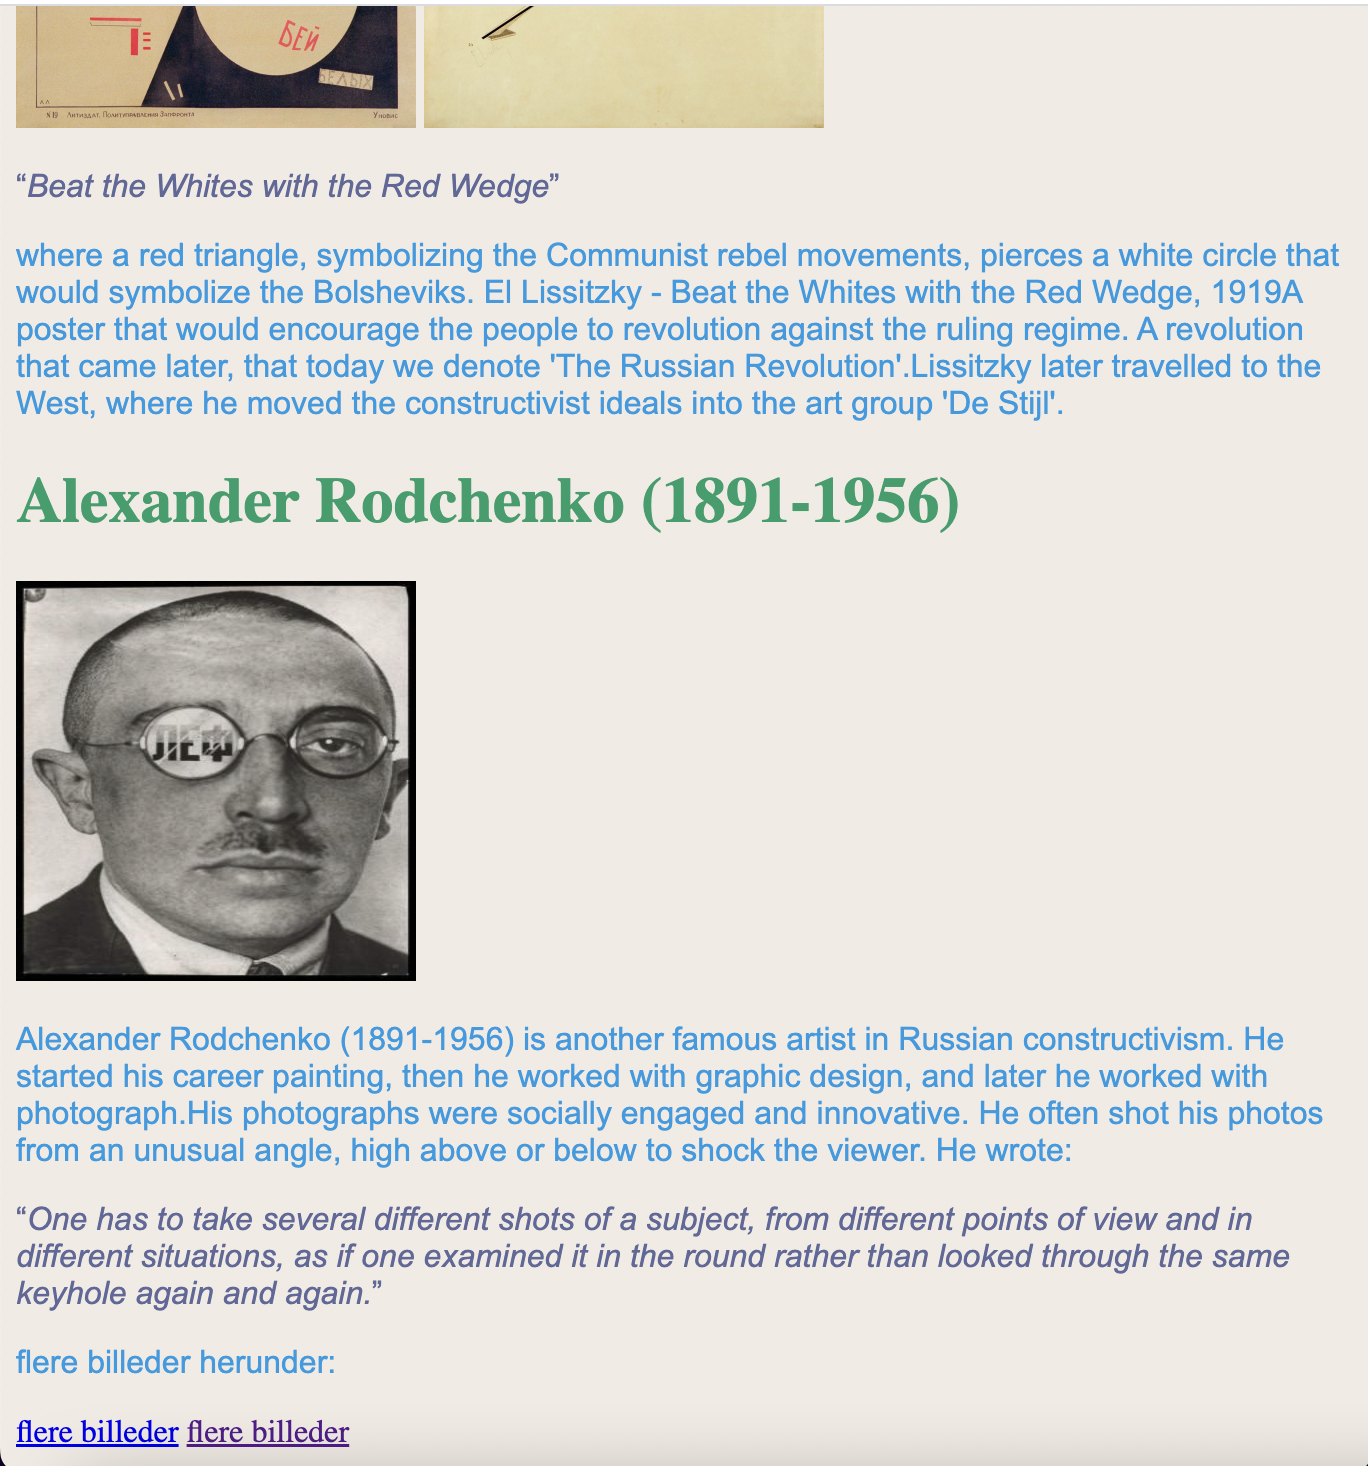 БЕЙ
БЕЛЫХ
Л Л
N 19 Литиздат. Политуправления Запфронта Уновис
“Beat the Whites with the Red Wedge”
where a red triangle, symbolizing the Communist rebel movements, pierces a white circle that
would symbolize the Bolsheviks. El Lissitzky - Beat the Whites with the Red Wedge, 1919A
poster that would encourage the people to revolution against the ruling regime. A revolution
that came later, that today we denote 'The Russian Revolution'.Lissitzky later travelled to the
West, where he moved the constructivist ideals into the art group 'De Stijl'.
Alexander Rodchenko (1891-1956)
ЛЕФ
Alexander Rodchenko (1891-1956) is another famous artist in Russian constructivism. He
started his career painting, then he worked with graphic design, and later he worked with
photograph.His photographs were socially engaged and innovative. He often shot his photos
from an unusual angle, high above or below to shock the viewer. He wrote:
“One has to take several different shots of a subject, from different points of view and in
different situations, as if one examined it in the round rather than looked through the same
keyhole again and again.”
flere billeder herunder:
flere billeder flere billeder